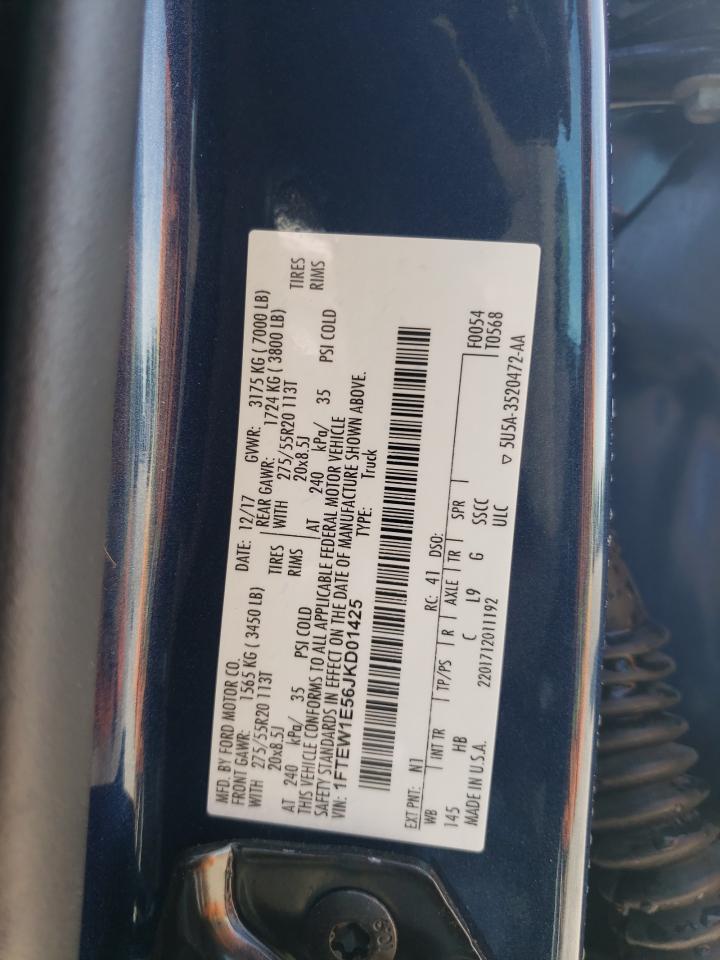 MFD. BY FORD MOTOR CO.
DATE: 12/17 GVWR: 3175 KG ( 7000 LB)
FRONT GAWR: 1565 KG ( 3450 LB) REAR GAWR: 1724 KG ( 3800 LB)
WITH 275/55R20 113T TIRES WITH 275/55R20 113T TIRES
20x8.5J RIMS 20x8.5J RIMS
AT 240 kPa/ 35 PSI COLD AT 240 kPa/ 35 PSI COLD
THIS VEHICLE CONFORMS TO ALL APPLICABLE FEDERAL MOTOR VEHICLE
SAFETY STANDARDS IN EFFECT ON THE DATE OF MANUFACTURE SHOWN ABOVE.
VIN: 1FTEW1E56JKD01425 TYPE: Truck
EXT PNT: N1 RC: 41 DSO:
WB INT TR TP/PS R AXLE TR SPR F0054
145 HB C L9 G SSCC T0568
MADE IN U.S.A. 2201712011192 ULC ▽ 5U5A-3520472-AA
10.9